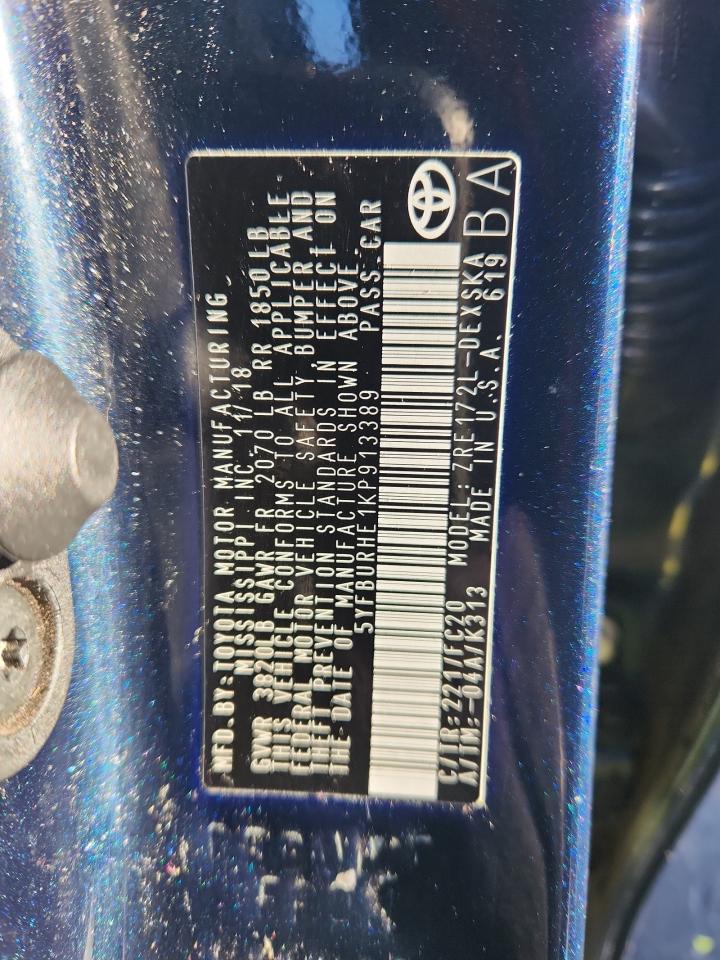 MFD.BY:TOYOTA MOTOR MANUFACTURING
MISSISSIPPI INC 11/18
GVWR 3820LB GAWR FR 2070 LB RR 1850 LB
THIS VEHICLE CONFORMS TO ALL APPLICABLE
FEDERAL MOTOR VEHICLE SAFETY BUMPER, AND
THEFT PREVENTION STANDARDS IN EFFECT ON
THE DATE OF MANUFACTURE SHOWN ABOVE.
5YFBURHE1KP913389 PASS.CAR
C/TR:221/FC20 MODEL:ZRE172L-DEXSKA
A/TM:-04A/K313 MADE IN U.S.A. 619 BA